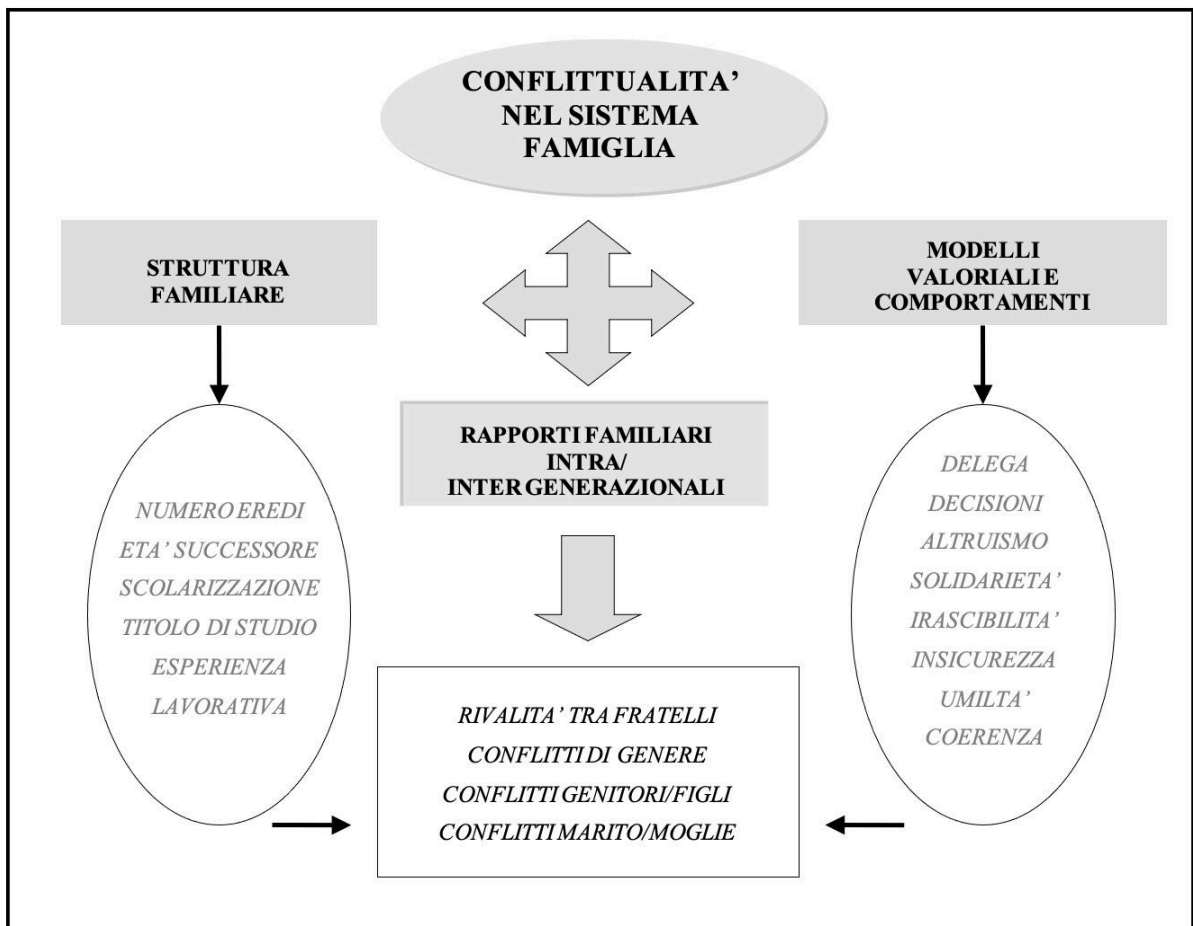 CONFLITTUALITA’
NEL SISTEMA
FAMIGLIA
STRUTTURA
FAMILIARE
MODELLI
VALORIALI E
COMPORTAMENTI
RAPPORTI FAMILIARI
INTRA/
INTER GENERAZIONALI
NUMERO EREDI
ETA’ SUCCESSORE
SCOLARIZZAZIONE
TITOLO DI STUDIO
ESPERIENZA
LAVORATIVA
DELEGA
DECISIONI
ALTRUISMO
SOLIDARIETA’
IRASCIBILITA’
INSICUREZZA
UMILTA’
COERENZA
RIVALITA’ TRA FRATELLI
CONFLITTI DI GENERE
CONFLITTI GENITORI/FIGLI
CONFLITTI MARITO/MOGLIE